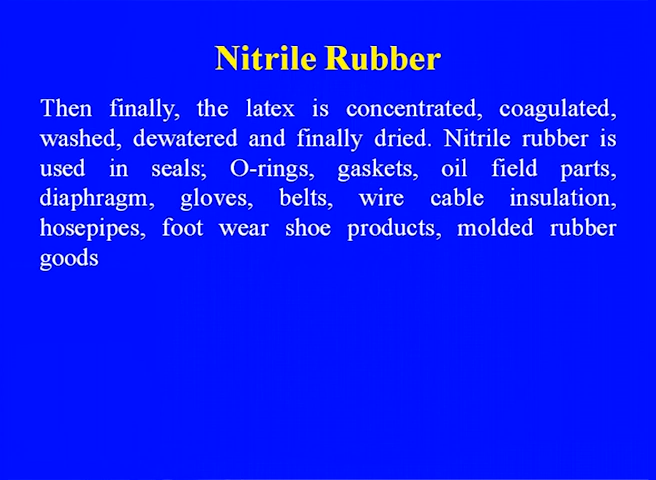 Nitrile Rubber
Then finally, the latex is concentrated, coagulated,
washed, dewatered and finally dried. Nitrile rubber is
used in seals; O-rings, gaskets, oil field parts,
diaphragm, gloves, belts, wire cable insulation,
hosepipes, foot wear shoe products, molded rubber
goods